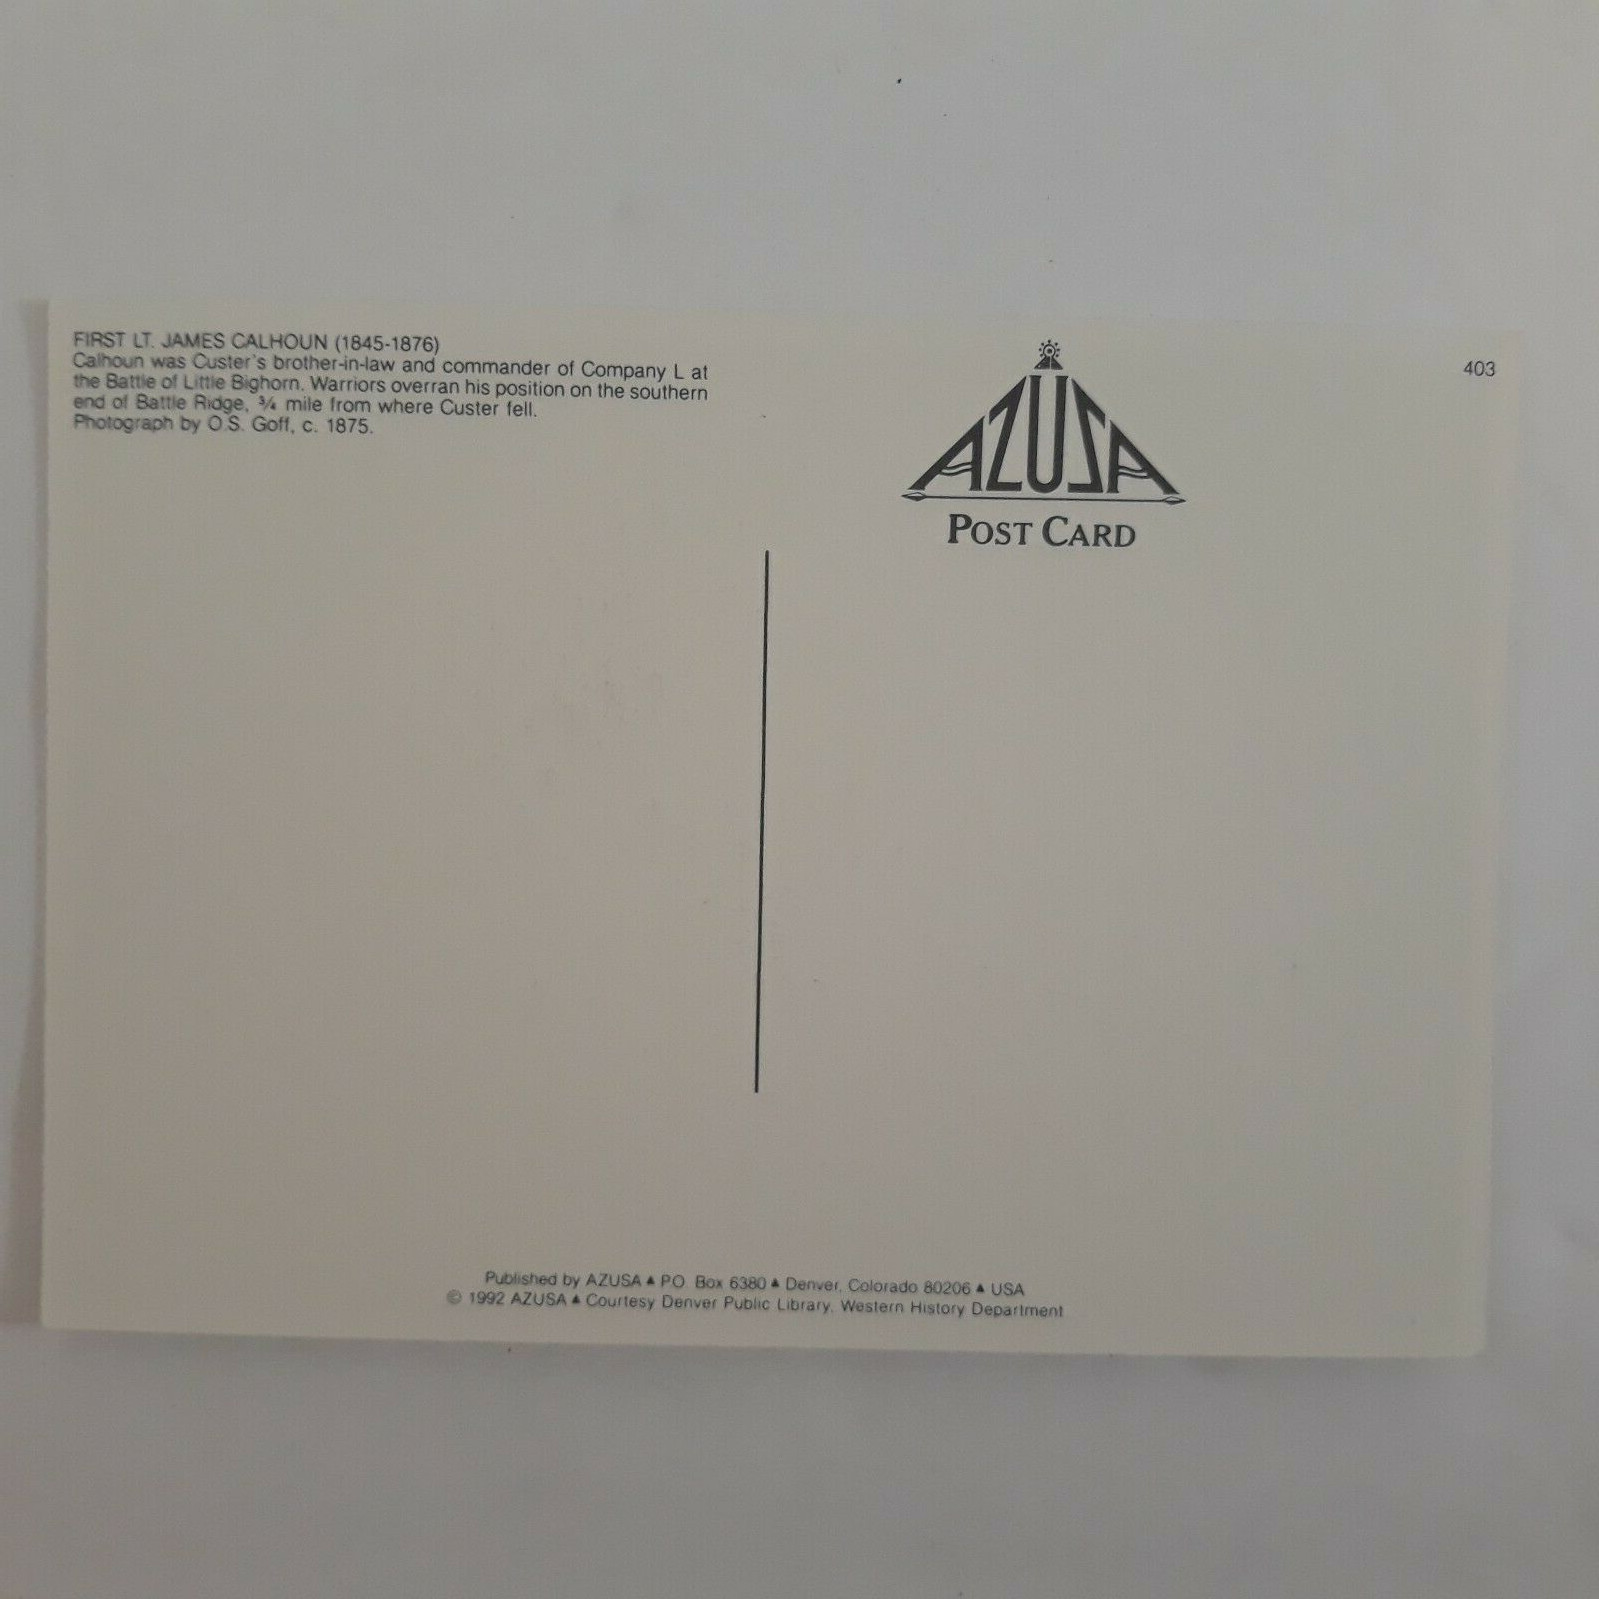 FIRST LT. JAMES CALHOUN (1845-1876)
Calhoun was Custer's brother-in-law and commander of Company L at
the Battle of Little Bighorn. Warriors overran his position on the southern
end of Battle Ridge, ¾ mile from where Custer fell.
Photograph by O.S. Goff, c. 1875.
403
AZUSA
POST CARD
Published by AZUSA ▲ P.O. Box 6380 ▲ Denver, Colorado 80206 ▲ USA
© 1992 AZUSA ▲ Courtesy Denver Public Library, Western History Department